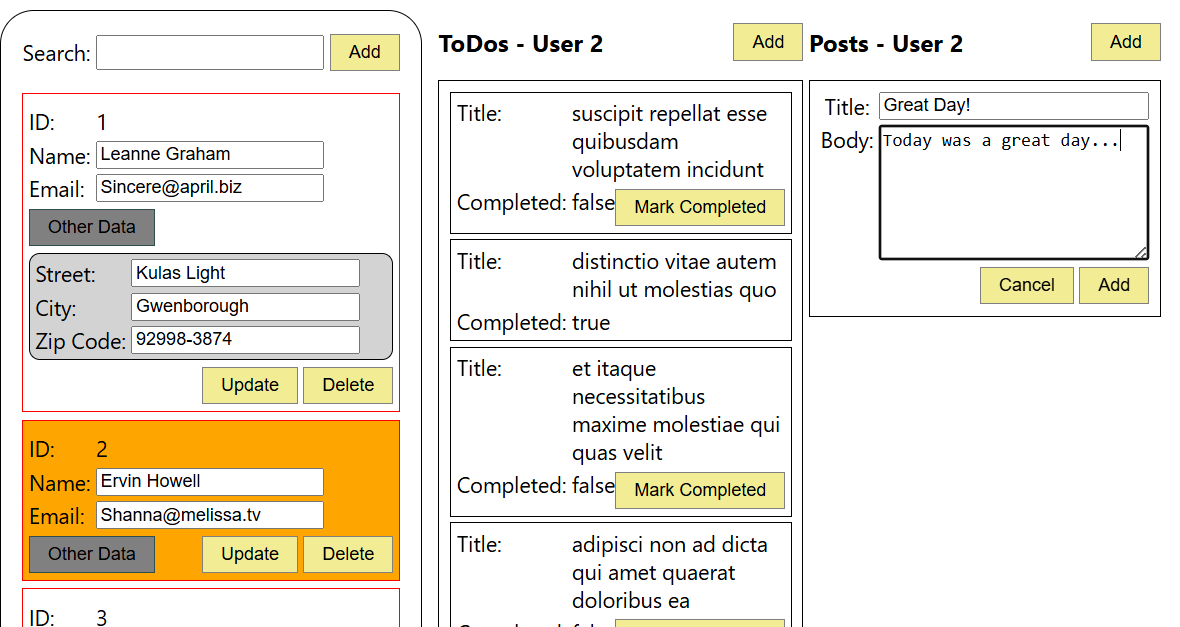 Search: Add
ID: 1
Name: Leanne Graham
Email: Sincere@april.biz
Other Data
Street: Kulas Light
City: Gwenborough
Zip Code: 92998-3874
Update Delete
ID: 2
Name: Ervin Howell
Email: Shanna@melissa.tv
Other Data Update Delete
ID: 3
ToDos - User 2 Add
Title: suscipit repellat esse
quibusdam
voluptatem incidunt
Completed: false Mark Completed
Title: distinctio vitae autem
nihil ut molestias quo
Completed: true
Title: et itaque
necessitatibus
maxime molestiae qui
quas velit
Completed: false Mark Completed
Title: adipisci non ad dicta
qui amet quaerat
doloribus ea
Posts - User 2 Add
Title: Great Day!
Body: Today was a great day...
Cancel Add